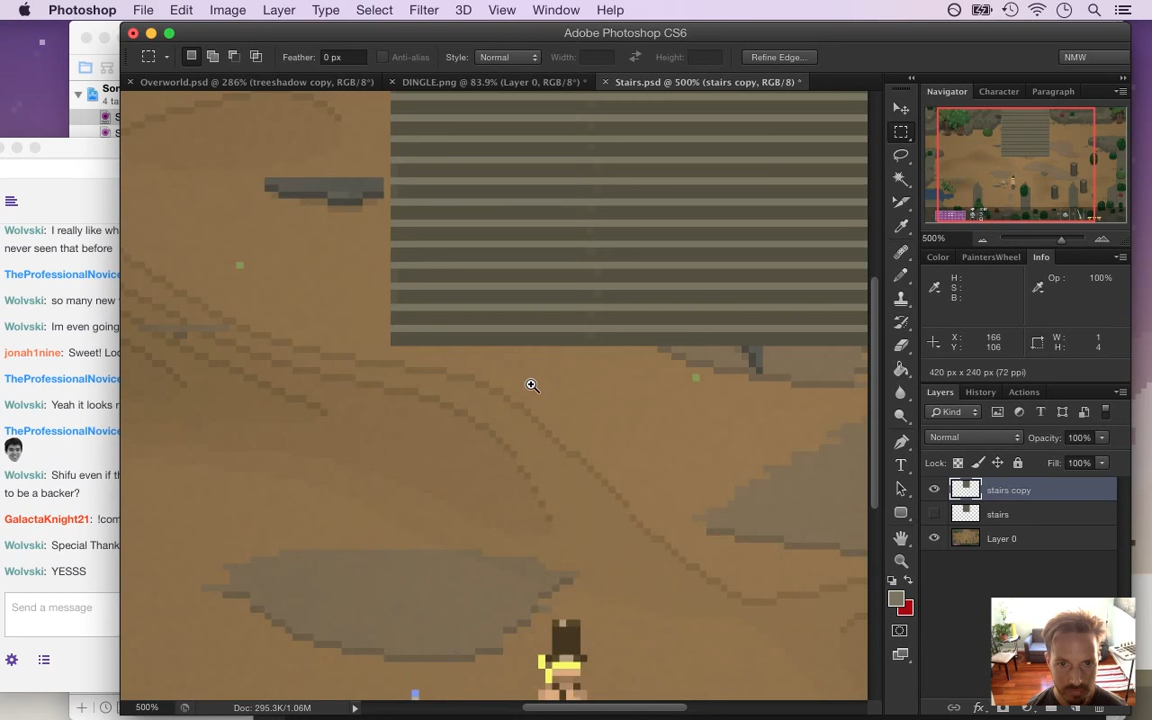 Photoshop File Edit Image Layer Type Select Filter 3D View Window Help
Adobe Photoshop CS6
Feather: 0 px Anti-alias Style: Normal Width: Height: Refine Edge... NMW
Overworld.psd @ 286% (treeshadow copy, RGB/8*) DINGLE.png @ 83.9% (Layer 0, RGB/8*) * Stairs.psd @ 500% (stairs copy, RGB/8) *
Navigator Character Paragraph
500%
Color PaintersWheel Info
H:
S:
B:
Op: 100%
X: 166
Y: 106
W: 1
H: 4
420 px x 240 px (72 ppi)
Layers History Actions
Kind
Normal Opacity: 100%
Lock: Fill: 100%
stairs copy
stairs
Layer 0
fx
500% Doc: 295.3K/1.06M
Son
4 ta
S
S
Wolvski: I really like wh
never seen that before
TheProfessionalNovice
Wolvski: so many new
Wolvski: Im even going
jonah1nine: Sweet! Loo
TheProfessionalNovice
Wolvski: Yeah it looks r
TheProfessionalNovice
Wolvski: Shifu even if th
to be a backer?
GalactaKnight21: !com
Wolvski: Special Thank
Wolvski: YESSS
Send a message